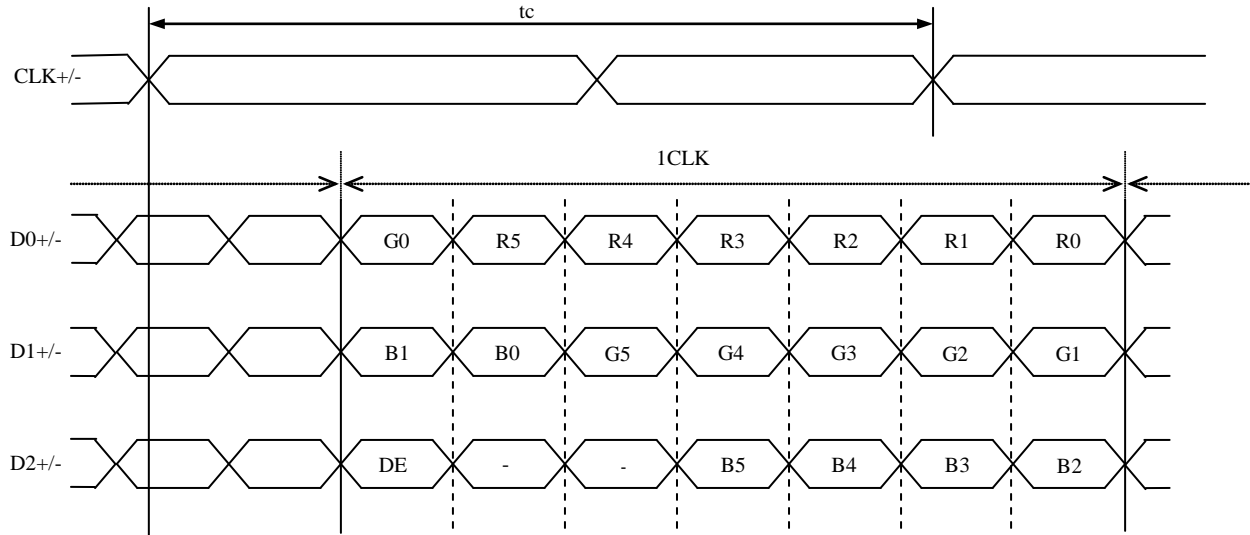 tc
CLK+/-
1CLK
D0+/- G0 R5 R4 R3 R2 R1 R0
D1+/- B1 B0 G5 G4 G3 G2 G1
D2+/- DE - - B5 B4 B3 B2